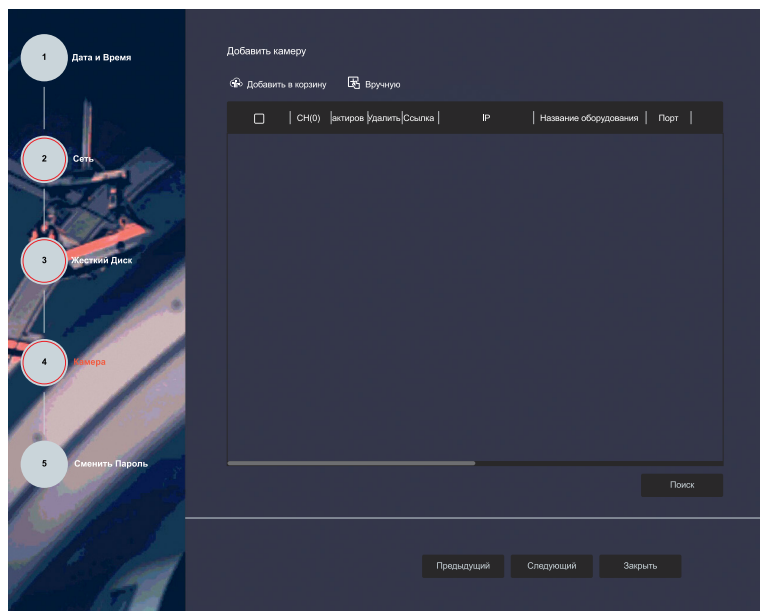 1 Дата и Время
2 Сеть
3 Жесткий Диск
4 Камера
5 Сменить Пароль
Добавить камеру
Добавить в корзину Вручную
CH(0) актиров Удалить Ссылка IP Название оборудования Порт
Поиск
Предыдущий Следующий Закрыть